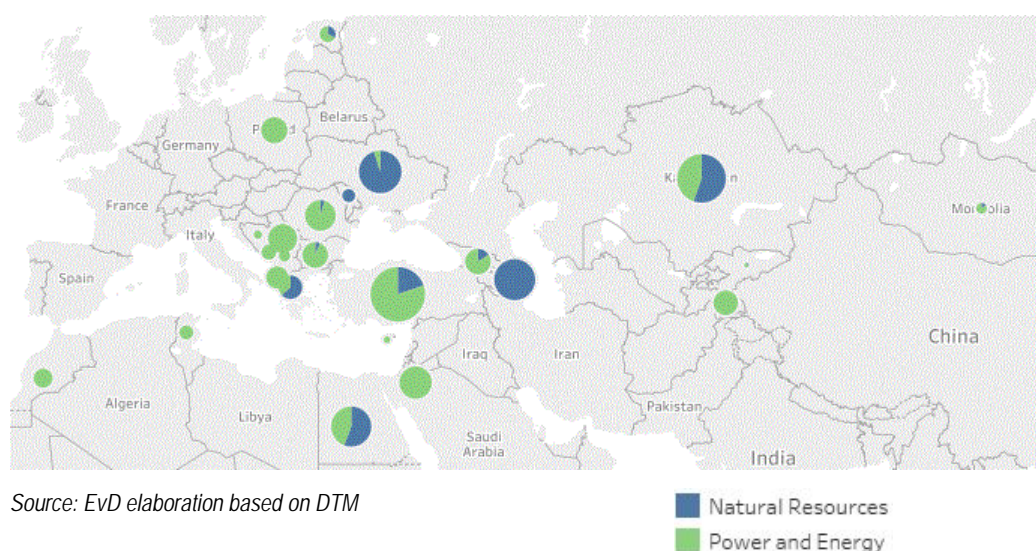 Belarus
Germany
France
Italy
Spain
Algeria
Libya
Iraq
Iran
Saudi
Arabia
Pakistan
India
China
Source: EvD elaboration based on DTM
Natural Resources
Power and Energy